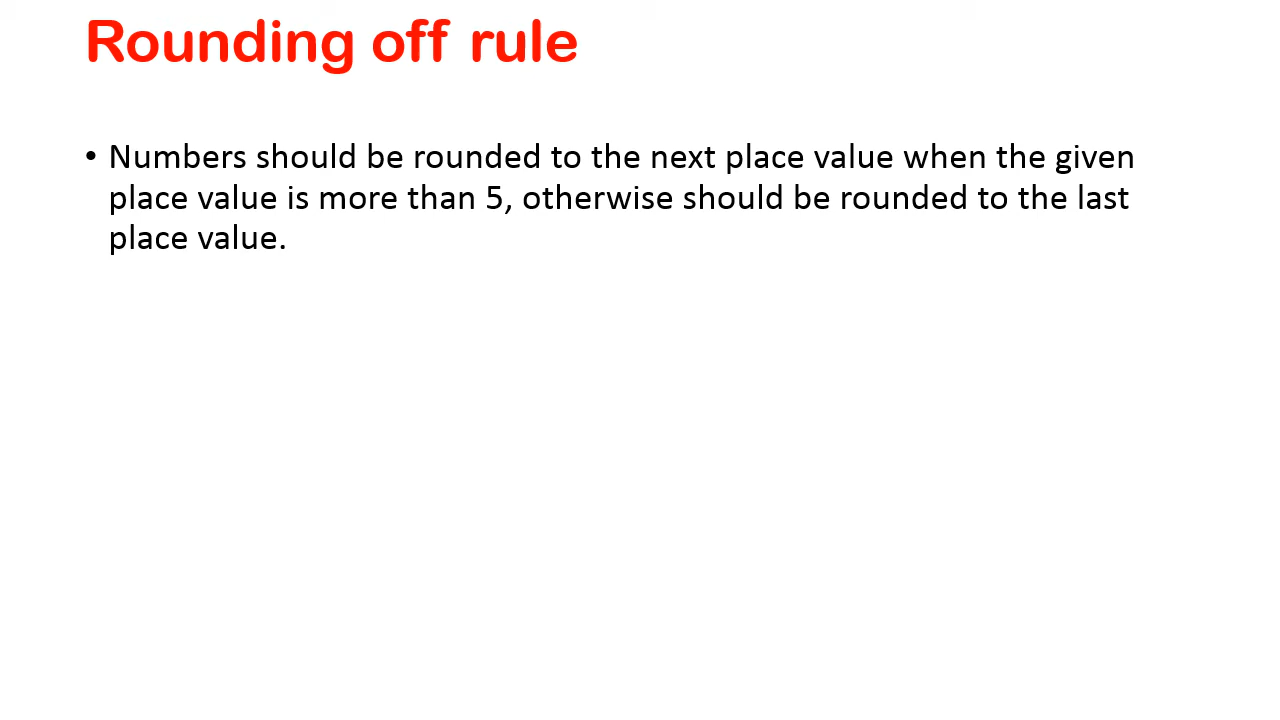 Rounding off rule
• Numbers should be rounded to the next place value when the given
place value is more than 5, otherwise should be rounded to the last
place value.